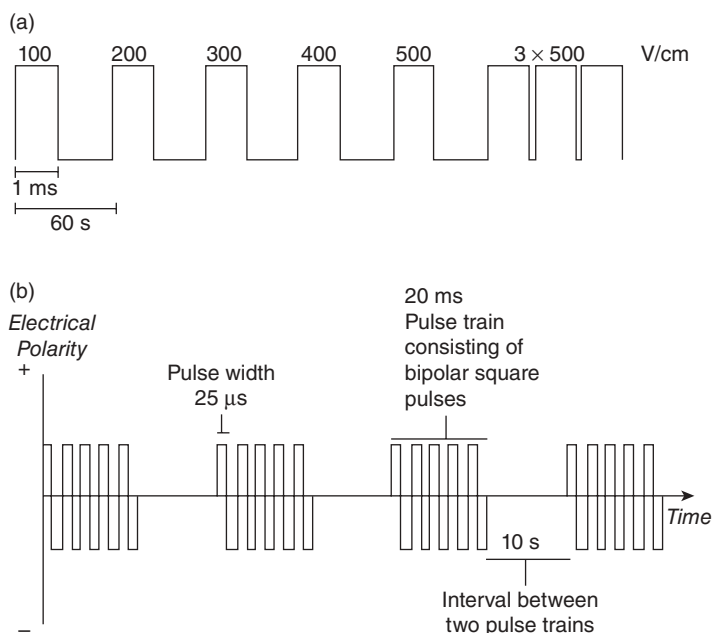 (a)
100 200 300 400 500 3 × 500 V/cm
1 ms
60 s
(b)
Electrical
Polarity
+
Pulse width
25 μs
20 ms
Pulse train
consisting of
bipolar square
pulses
Time
10 s
Interval between
two pulse trains
–